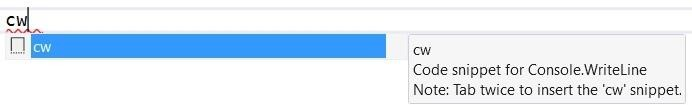 cw
cw
cw
Code snippet for Console.WriteLine
Note: Tab twice to insert the 'cw' snippet.